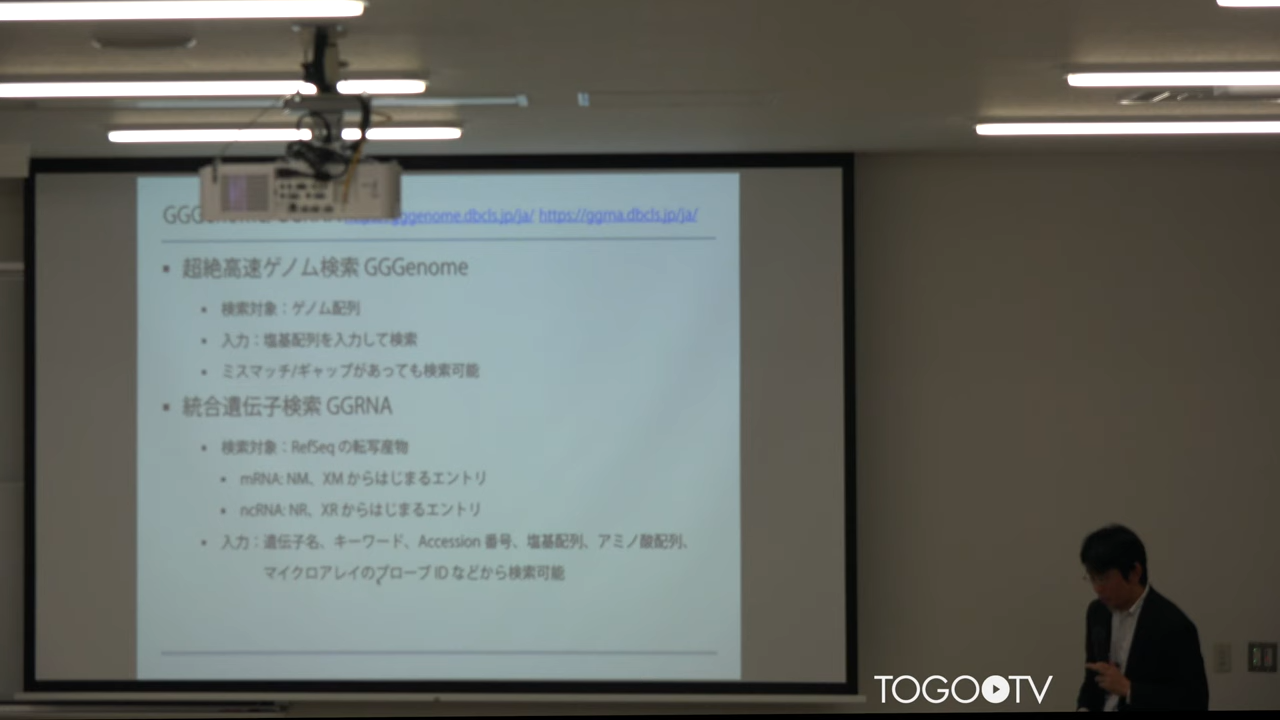 GGGenome GGRNA https://gggenome.dbcls.jp/ja/ https://ggrna.dbcls.jp/ja/
▪ 超絶高速ゲノム検索 GGGenome
• 検索対象：ゲノム配列
• 入力：塩基配列を入力して検索
• ミスマッチ/ギャップがあっても検索可能
▪ 統合遺伝子検索 GGRNA
• 検索対象：RefSeq の転写産物
• mRNA: NM、XM からはじまるエントリ
• ncRNA: NR、XR からはじまるエントリ
• 入力：遺伝子名、キーワード、Accession 番号、塩基配列、アミノ酸配列、
マイクロアレイのプローブ ID などから検索可能
TOGOTV